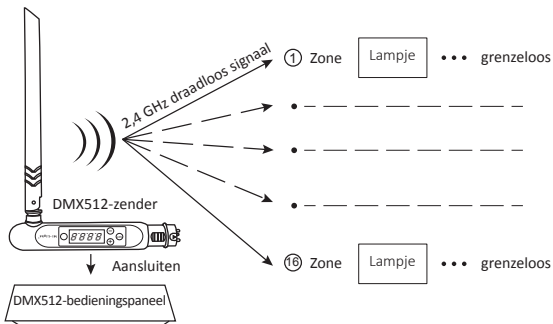 2,4 GHz draadloos signaal
1 Zone Lampje ••• grenzeloos
DMX512-zender
8888
Aansluiten
16 Zone Lampje ••• grenzeloos
DMX512-bedieningspaneel